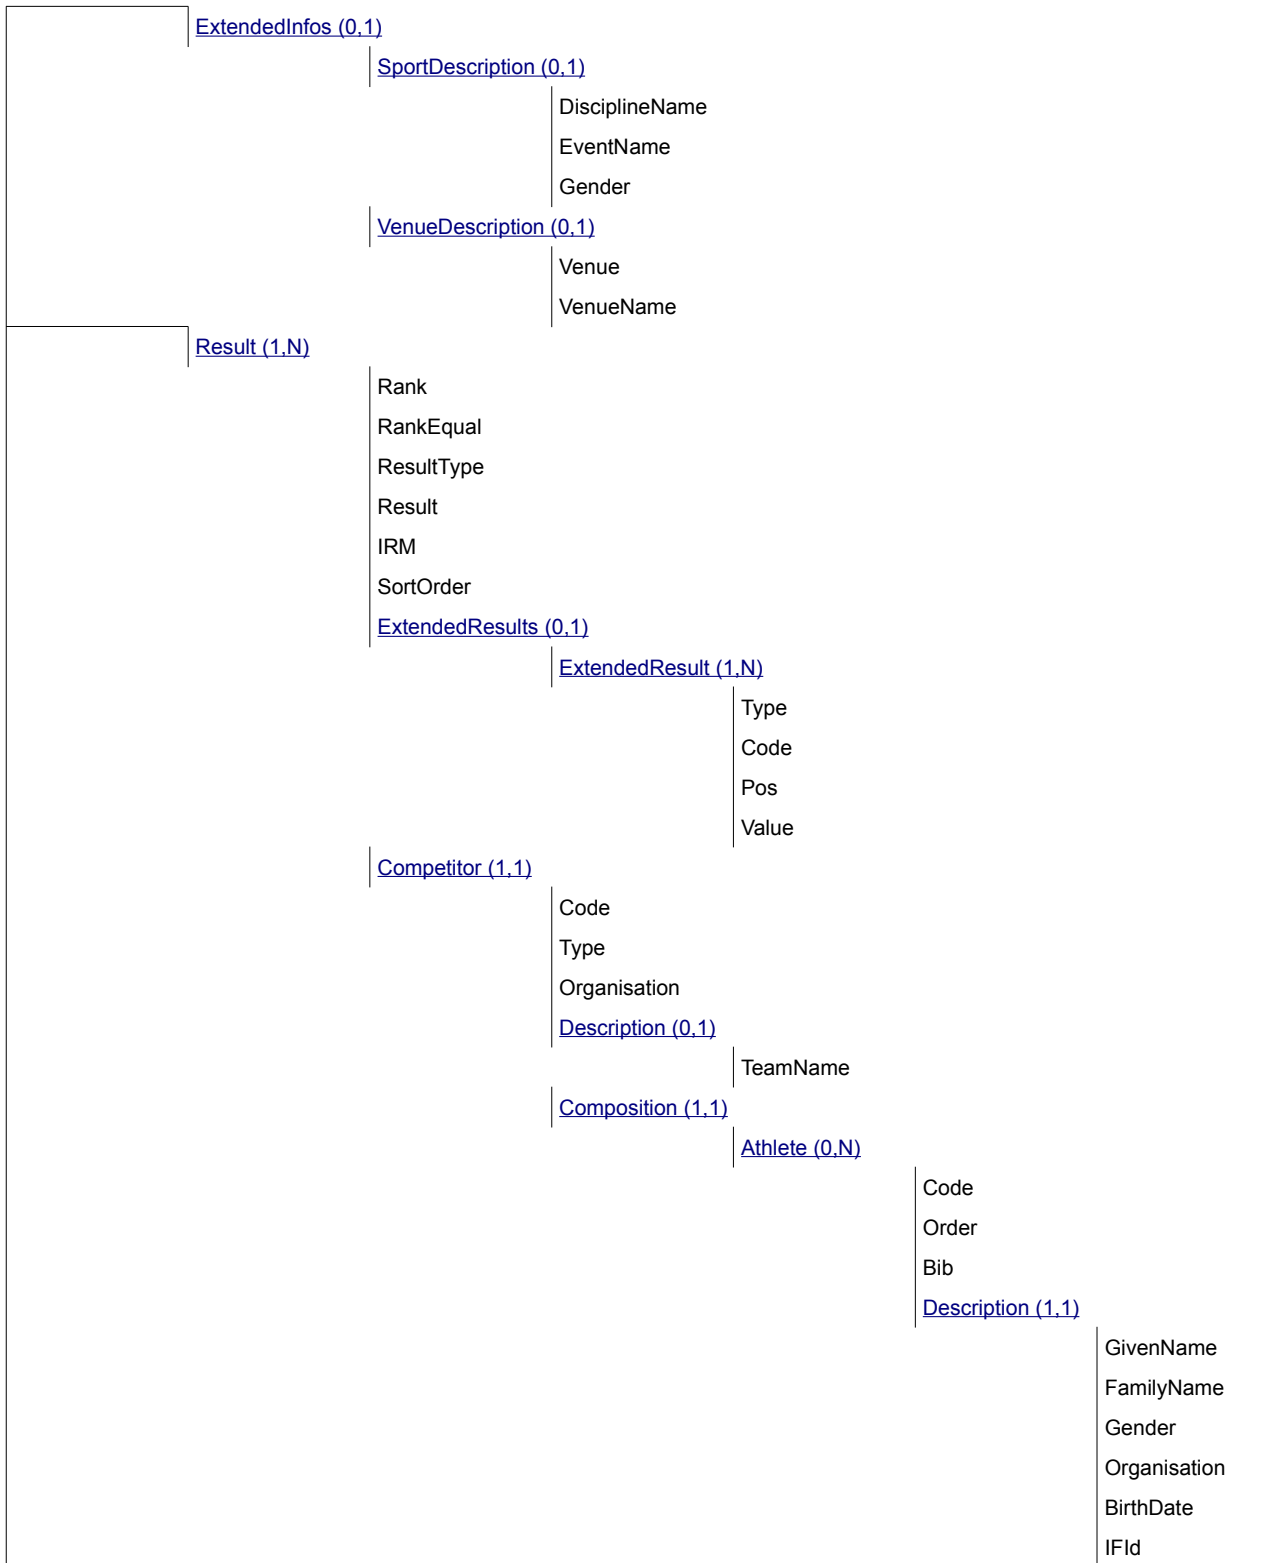 ExtendedInfos (0,1)
SportDescription (0,1)
DisciplineName
EventName
Gender
VenueDescription (0,1)
Venue
VenueName
Result (1,N)
Rank
RankEqual
ResultType
Result
IRM
SortOrder
ExtendedResults (0,1)
ExtendedResult (1,N)
Type
Code
Pos
Value
Competitor (1,1)
Code
Type
Organisation
Description (0,1)
TeamName
Composition (1,1)
Athlete (0,N)
Code
Order
Bib
Description (1,1)
GivenName
FamilyName
Gender
Organisation
BirthDate
IFId